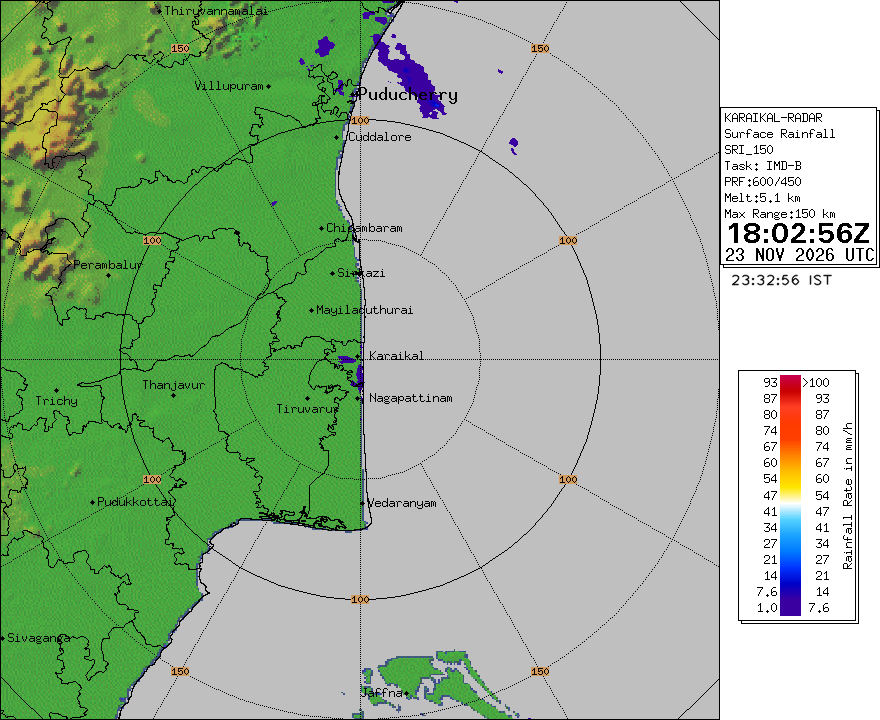 Thiruvannamalai
150
150
Villupuram
Puducherry
100
Cuddalore
Chidambaram
100
100
Perambalur
Sirkazi
Mayiladuthurai
Karaikal
Thanjavur
Trichy
Tiruvarur
Nagapattinam
100
100
Pudukkottai
Vedaranyam
100
Sivaganga
150
150
Jaffna
KARAIKAL-RADAR
Surface Rainfall
SRI_150
Task: IMD-B
PRF:600/450
Melt:5.1 km
Max Range:150 km
18:02:56Z
23 NOV 2026 UTC
23:32:56 IST
93 >100
87 93
80 87
74 80
67 74
60 67
54 60
47 54
41 47
34 41
27 34
21 27
14 21
7.6 14
1.0 7.6
Rainfall Rate in mm/h